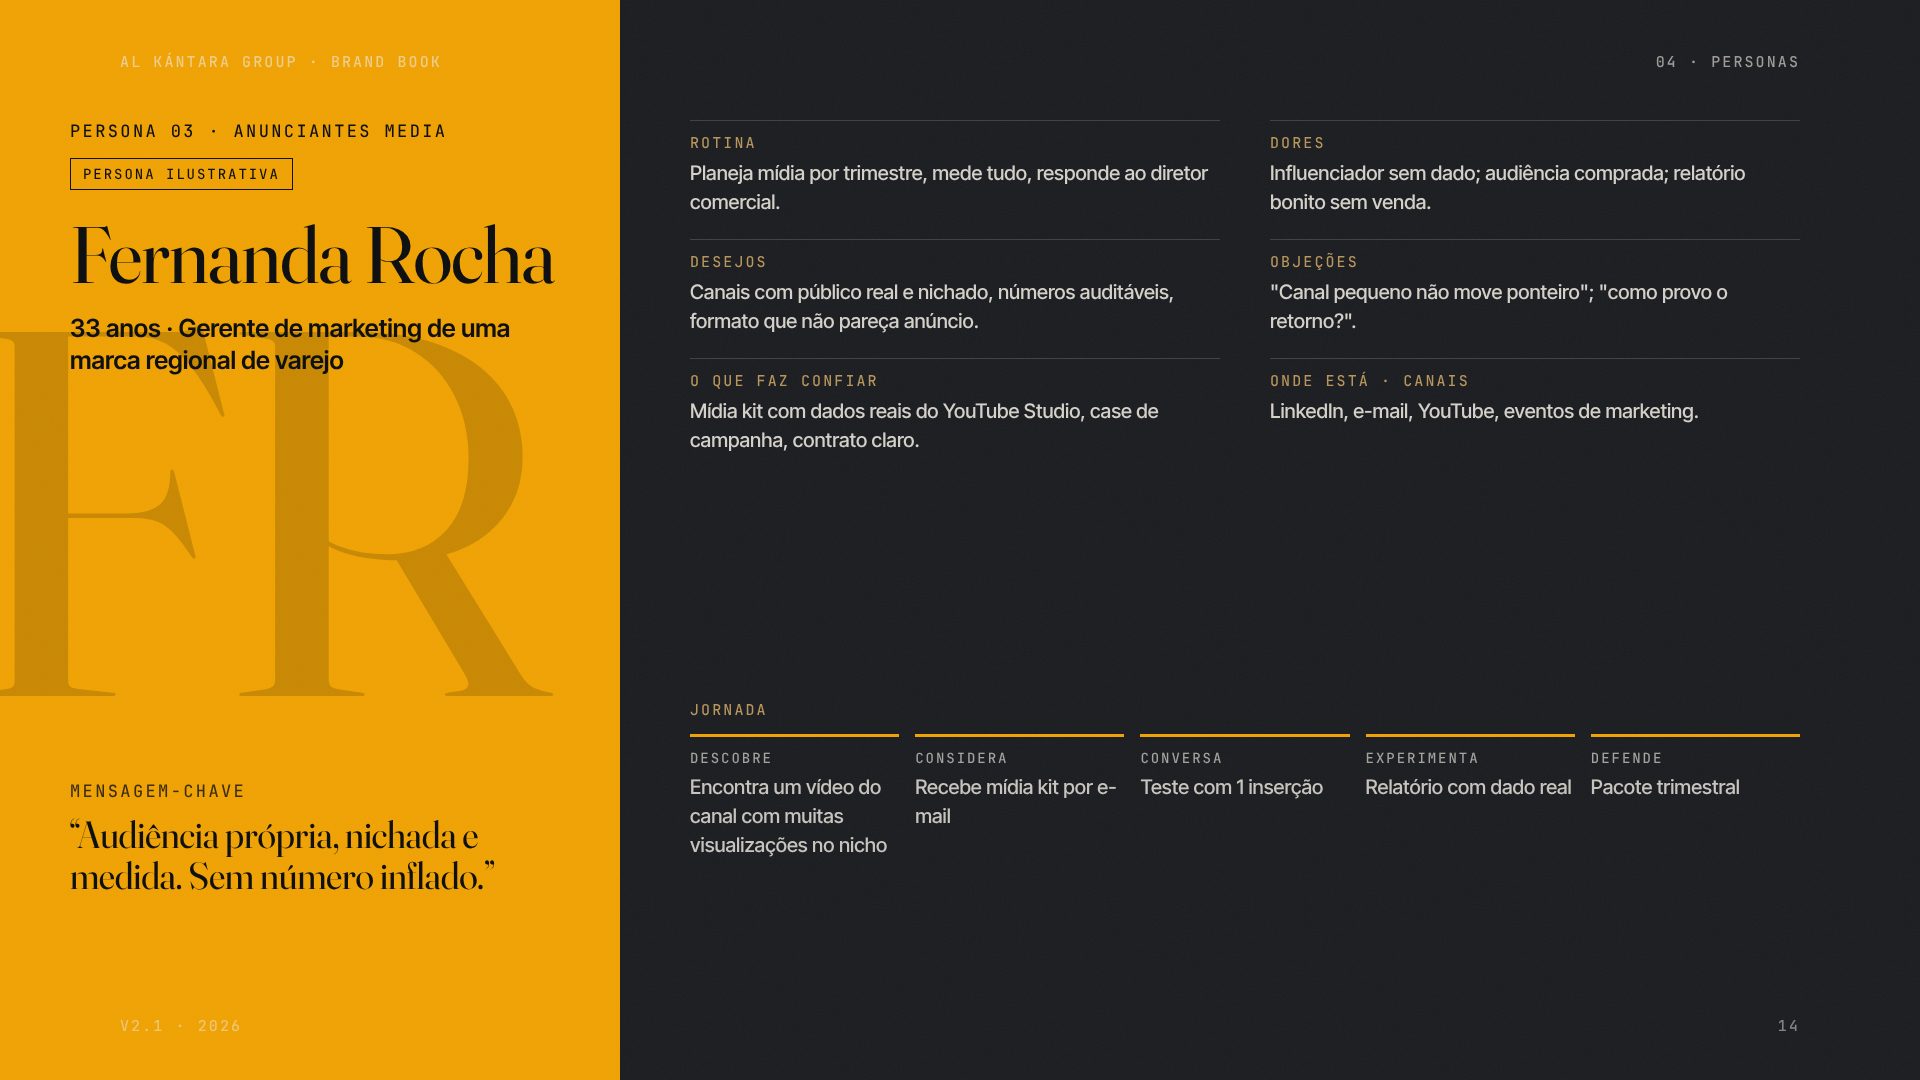 AL KÁNTARA GROUP · BRAND BOOK
04 · PERSONAS
PERSONA 03 · ANUNCIANTES MEDIA
PERSONA ILUSTRATIVA
Fernanda Rocha
33 anos · Gerente de marketing de uma
marca regional de varejo
FR
MENSAGEM-CHAVE
“Audiência própria, nichada e
medida. Sem número inflado.”
ROTINA
Planeja mídia por trimestre, mede tudo, responde ao diretor
comercial.
DORES
Influenciador sem dado; audiência comprada; relatório
bonito sem venda.
DESEJOS
Canais com público real e nichado, números auditáveis,
formato que não pareça anúncio.
OBJEÇÕES
"Canal pequeno não move ponteiro"; "como provo o
retorno?".
O QUE FAZ CONFIAR
Mídia kit com dados reais do YouTube Studio, case de
campanha, contrato claro.
ONDE ESTÁ · CANAIS
LinkedIn, e-mail, YouTube, eventos de marketing.
JORNADA
DESCOBRE
Encontra um vídeo do
canal com muitas
visualizações no nicho
CONSIDERA
Recebe mídia kit por e-
mail
CONVERSA
Teste com 1 inserção
EXPERIMENTA
Relatório com dado real
DEFENDE
Pacote trimestral
V2.1 · 2026
14